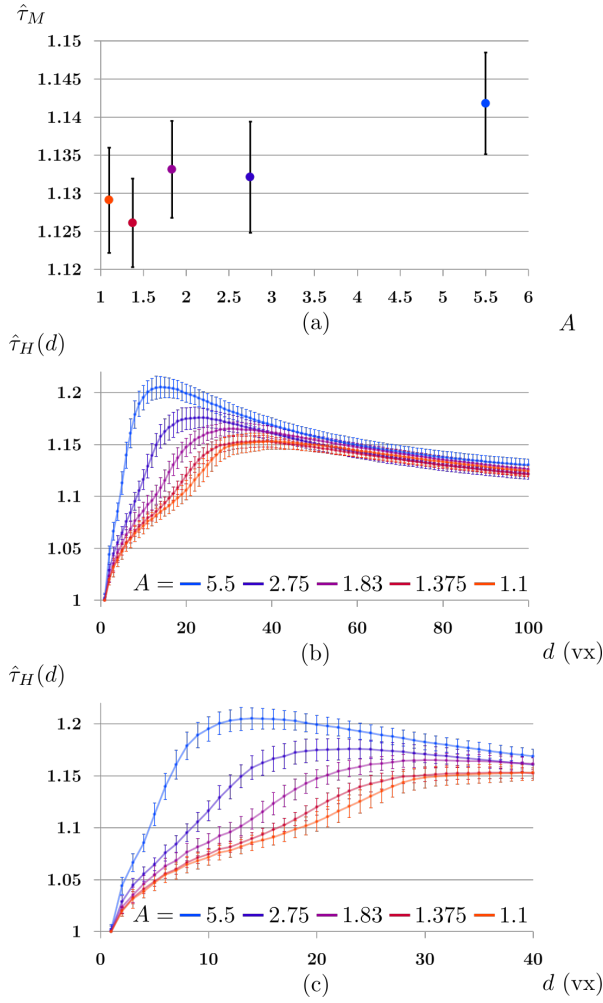 τ̂_M
1.15
1.145
1.14
1.135
1.13
1.125
1.12
1 1.5 2 2.5 3 3.5 4 4.5 5 5.5 6
(a)
A
τ̂_H(d)
1.2
1.15
1.1
1.05
1
A = 5.5 2.75 1.83 1.375 1.1
0 20 40 60 80 100
(b)
d (vx)
τ̂_H(d)
1.2
1.15
1.1
1.05
1
A = 5.5 2.75 1.83 1.375 1.1
0 10 20 30 40
(c)
d (vx)